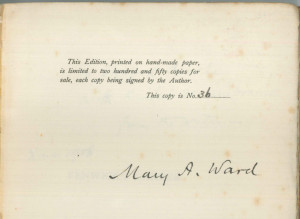 This Edition, printed on hand-made paper,
is limited to two hundred and fifty copies for
sale, each copy being signed by the Author.
This copy is No. 36
Mary A. Ward